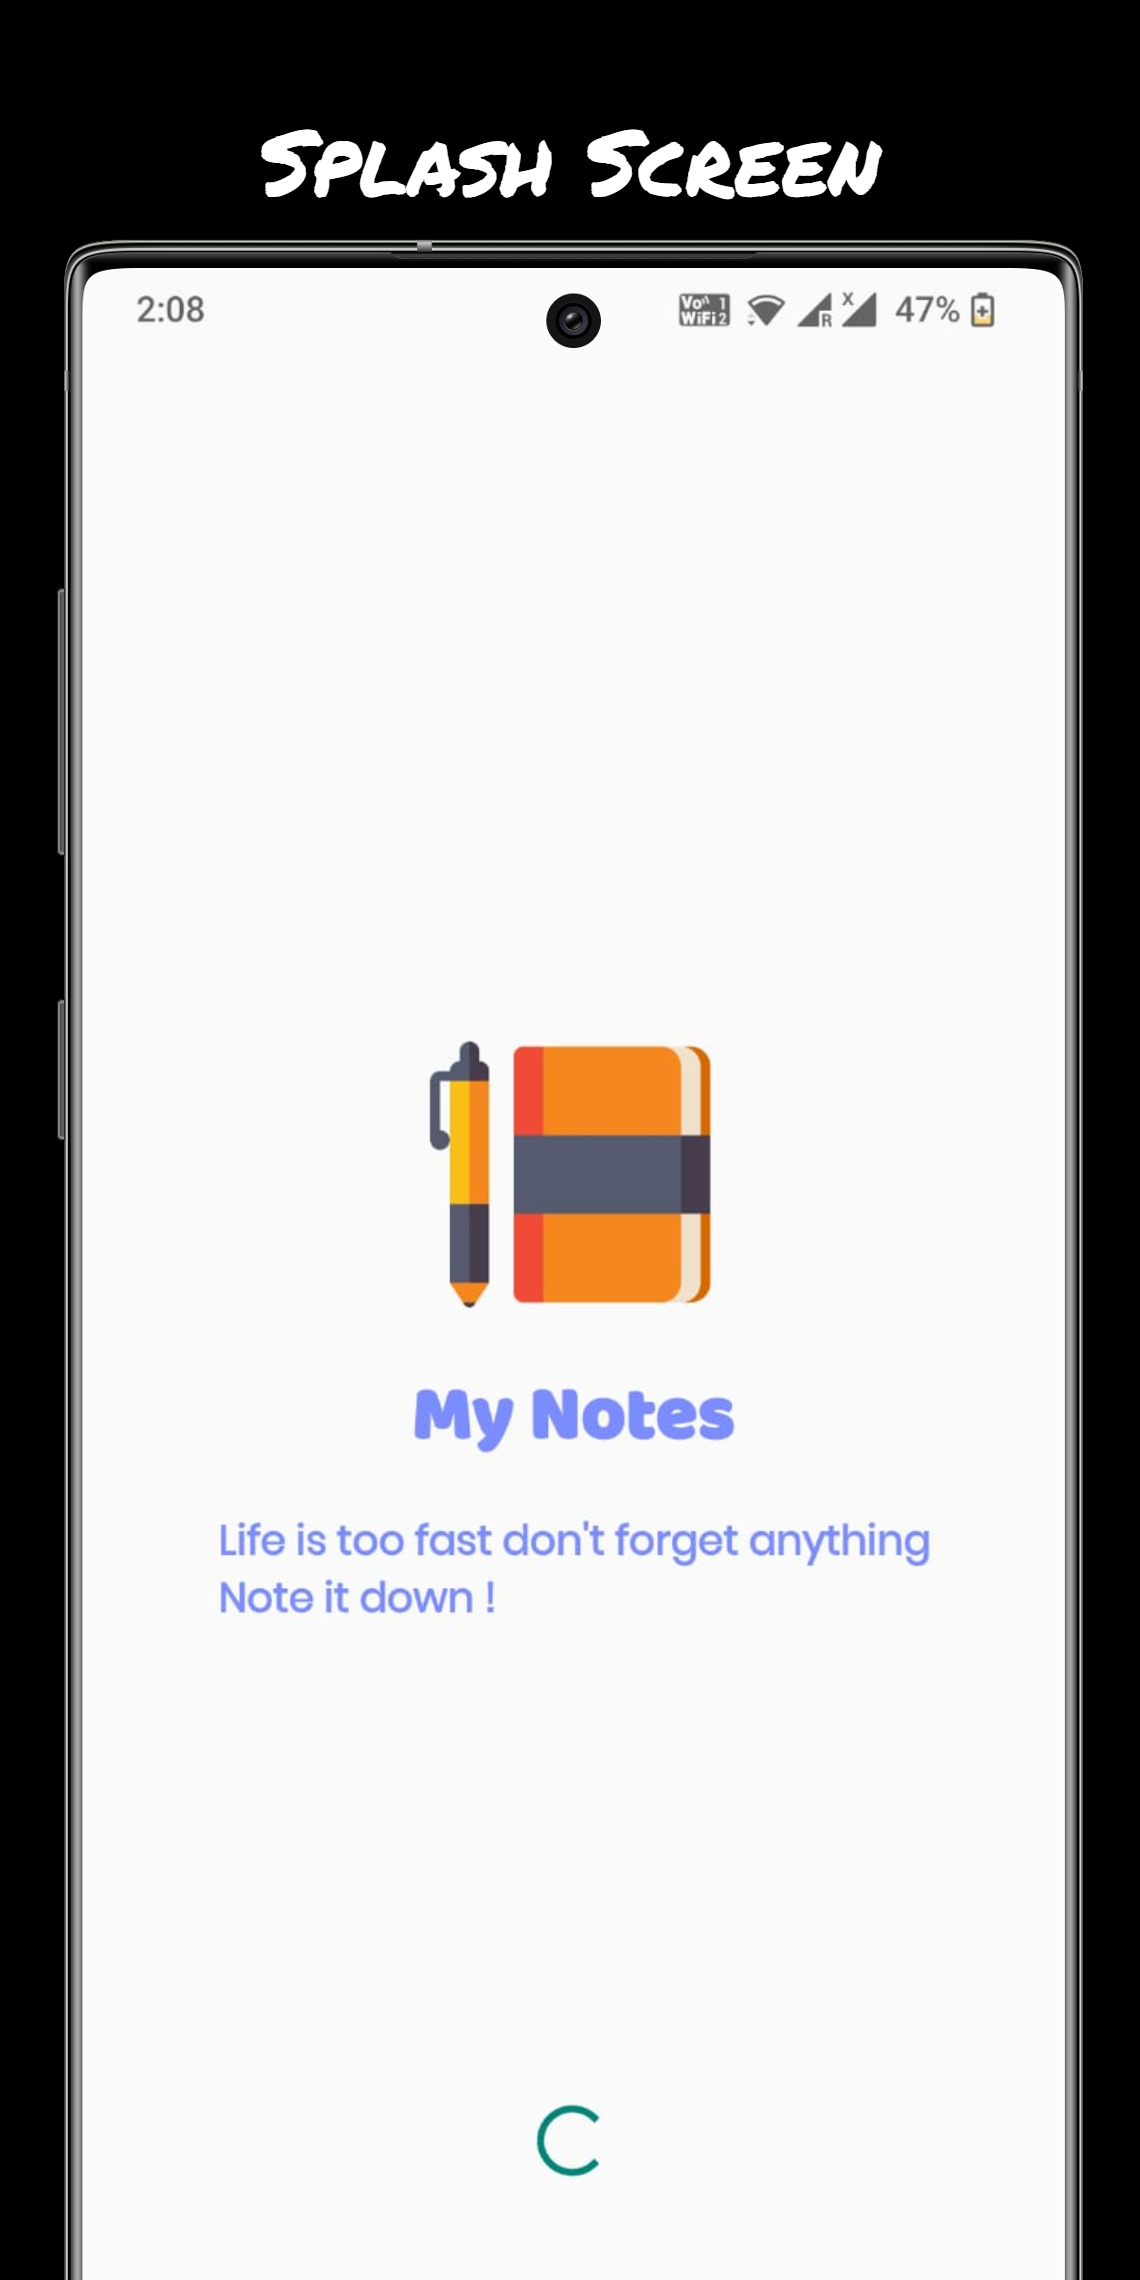 Splash Screen
2:08
Vo 1
WiFi 2
R
X
47%
My Notes
Life is too fast don't forget anything
Note it down !